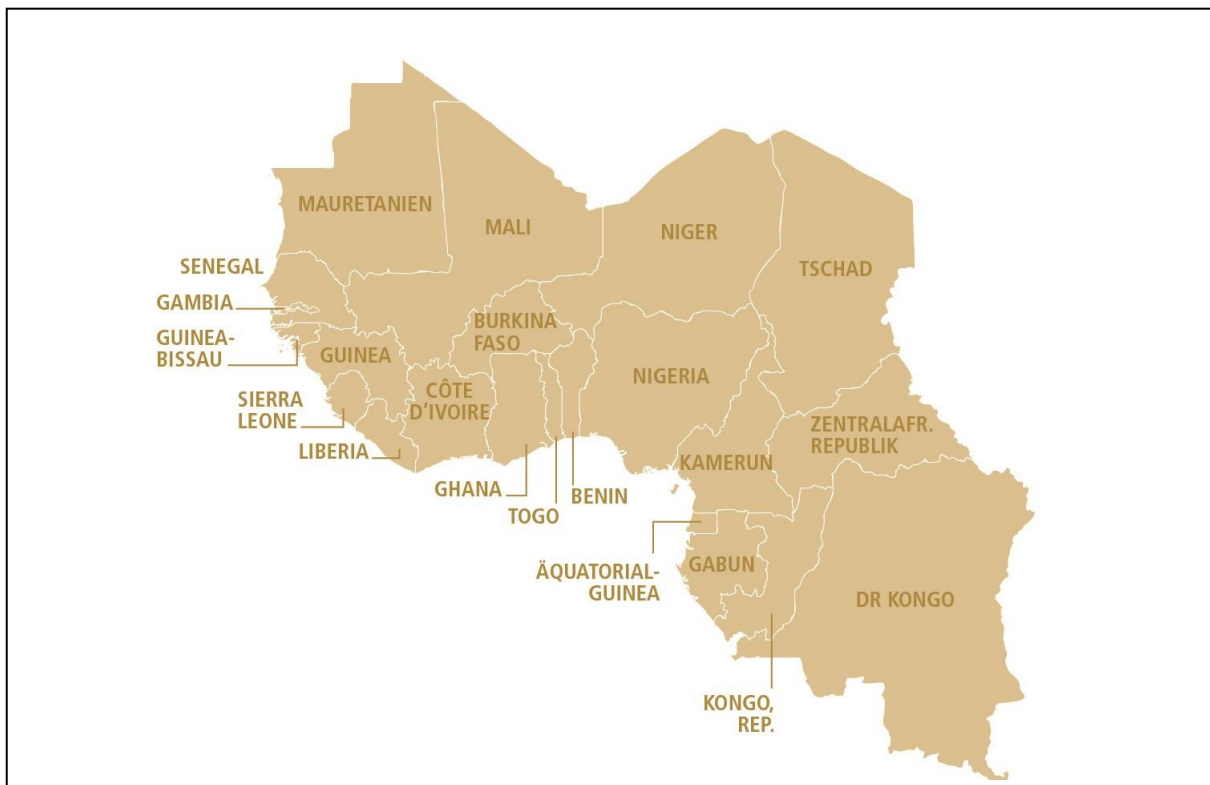 MAURETANIEN
MALI
NIGER
TSCHAD
SENEGAL
GAMBIA
GUINEA-
BISSAU
GUINEA
SIERRA
LEONE
LIBERIA
CÔTE
D'IVOIRE
BURKINA
FASO
GHANA
TOGO
BENIN
NIGERIA
KAMERUN
ZENTRALAFR.
REPUBLIK
ÄQUATORIAL-
GUINEA
GABUN
KONGO,
REP.
DR KONGO